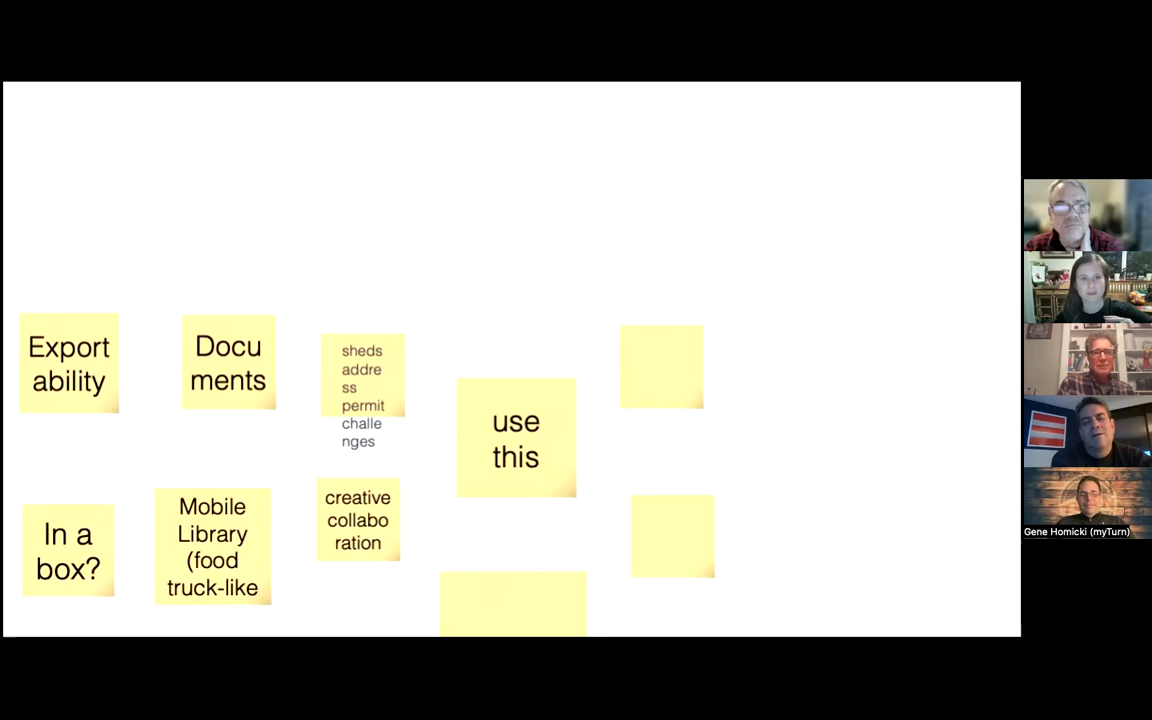 Export
ability
Docu
ments
sheds
addre
ss
permit
challe
nges
use
this
In a
box?
Mobile
Library
(food
truck-like
creative
collabo
ration
Gene Homicki (myTurn)